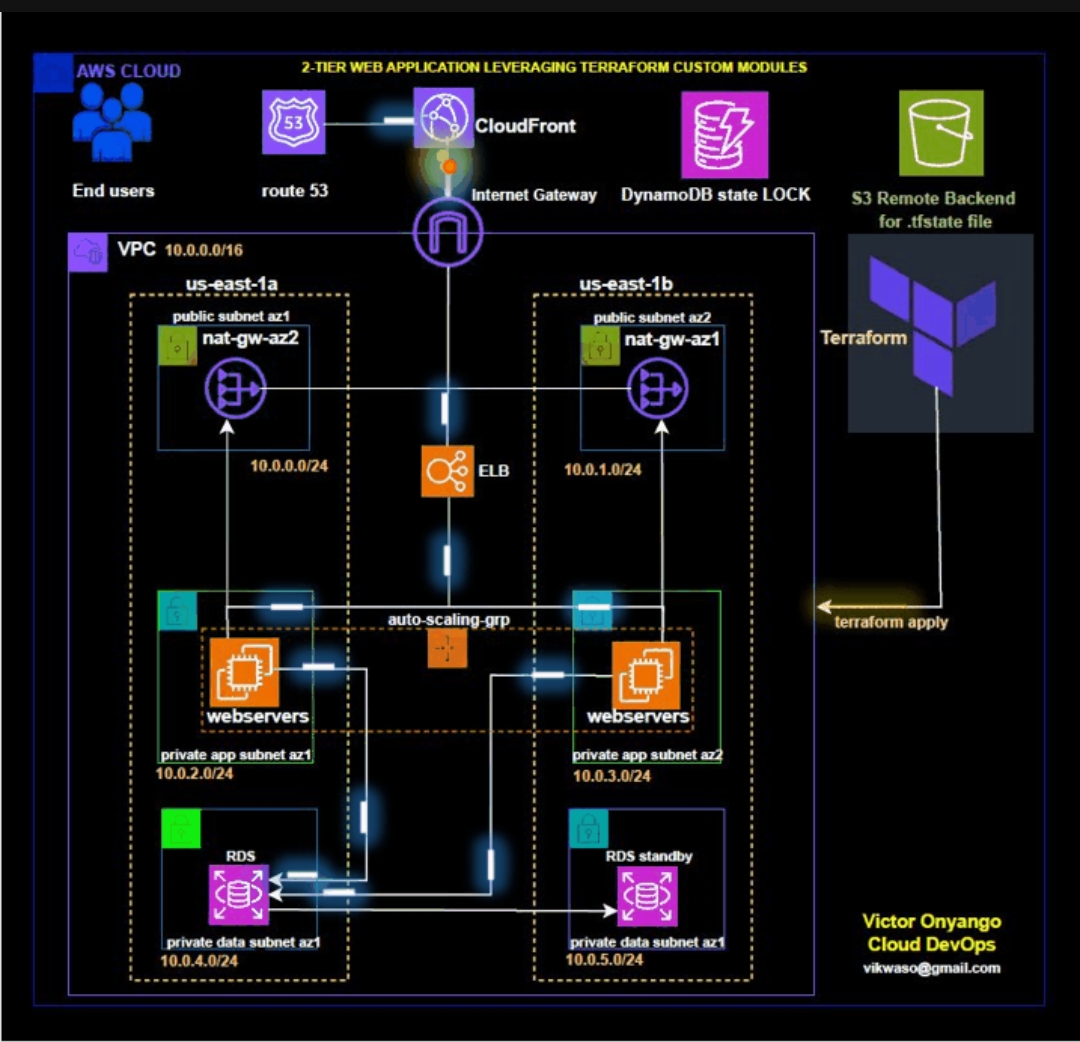 AWS CLOUD
2-TIER WEB APPLICATION LEVERAGING TERRAFORM CUSTOM MODULES
End users
53
route 53
CloudFront
Internet Gateway
DynamoDB state LOCK
S3 Remote Backend
for .tfstate file
VPC 10.0.0.0/16
us-east-1a
us-east-1b
public subnet az1
nat-gw-az2
public subnet az2
nat-gw-az1
Terraform
10.0.0.0/24
ELB
10.0.1.0/24
auto-scaling-grp
terraform apply
webservers
webservers
private app subnet az1
10.0.2.0/24
private app subnet az2
10.0.3.0/24
RDS
RDS standby
private data subnet az1
10.0.4.0/24
private data subnet az1
10.0.5.0/24
Victor Onyango
Cloud DevOps
vikwaso@gmail.com